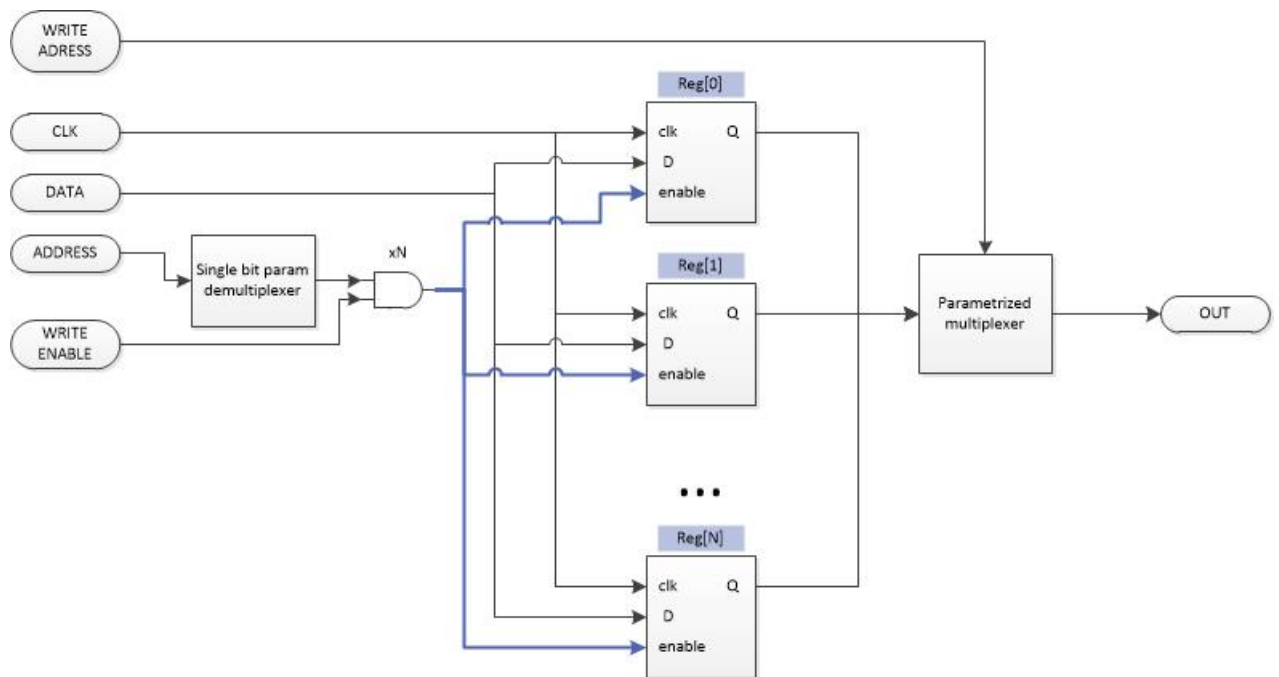 WRITE
ADRESS
CLK
DATA
ADDRESS
WRITE
ENABLE
Single bit param
demultiplexer
xN
Reg[0]
clk Q
D
enable
Reg[1]
clk Q
D
enable
...
Reg[N]
clk Q
D
enable
Parametrized
multiplexer
OUT